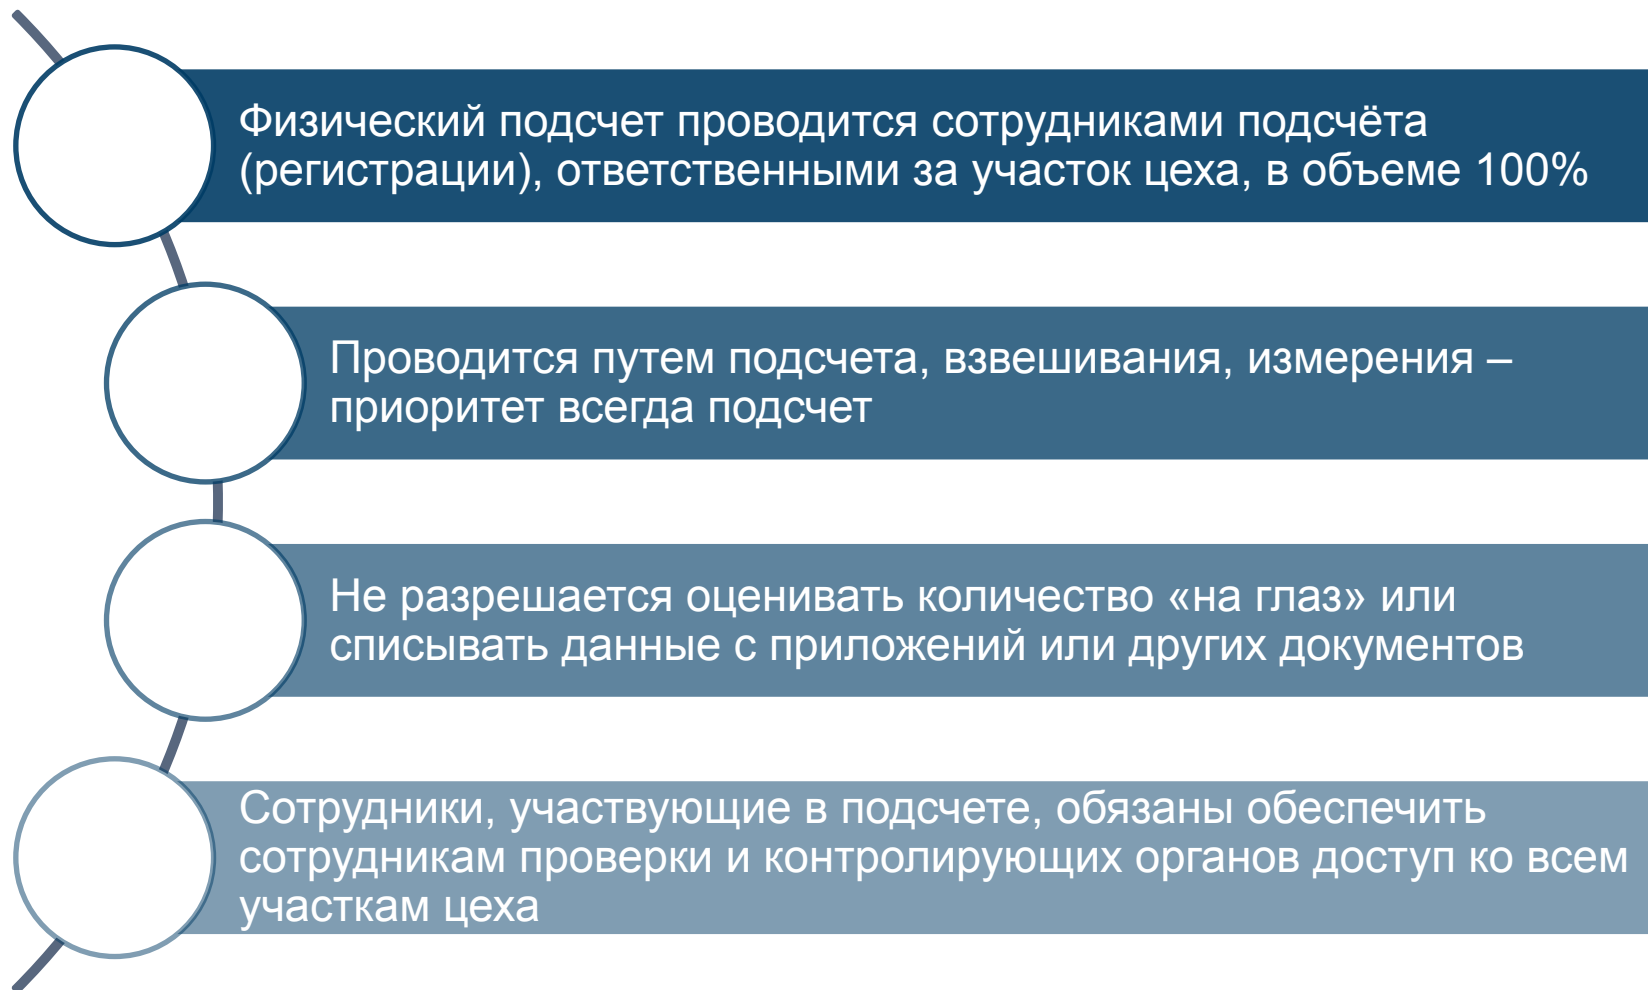 Физический подсчет проводится сотрудниками подсчёта
(регистрации), ответственными за участок цеха, в объеме 100%
Проводится путем подсчета, взвешивания, измерения –
приоритет всегда подсчет
Не разрешается оценивать количество «на глаз» или
списывать данные с приложений или других документов
Сотрудники, участвующие в подсчете, обязаны обеспечить
сотрудникам проверки и контролирующих органов доступ ко всем
участкам цеха